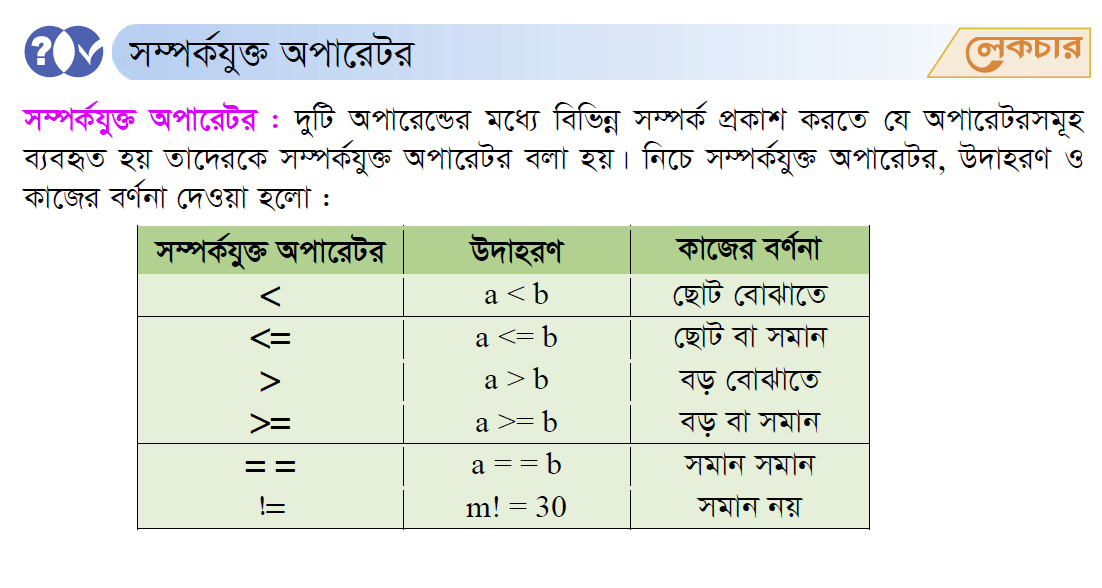 সম্পর্কযুক্ত অপারেটর
লেকচার
সম্পর্কযুক্ত অপারেটর : দুটি অপারেন্ডের মধ্যে বিভিন্ন সম্পর্ক প্রকাশ করতে যে অপারেটরসমূহ
ব্যবহৃত হয় তাদেরকে সম্পর্কযুক্ত অপারেটর বলা হয়। নিচে সম্পর্কযুক্ত অপারেটর, উদাহরণ ও
কাজের বর্ণনা দেওয়া হলো :
সম্পর্কযুক্ত অপারেটর উদাহরণ কাজের বর্ণনা
< a < b ছোট বোঝাতে
<= a <= b ছোট বা সমান
> a > b বড় বোঝাতে
>= a >= b বড় বা সমান
= = a = = b সমান সমান
!= m! = 30 সমান নয়